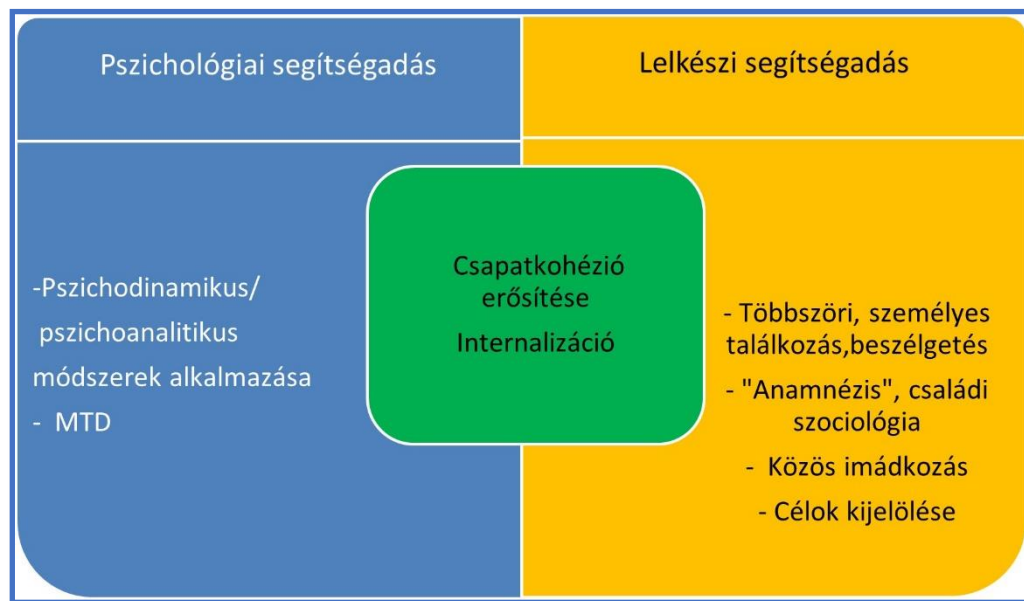 Pszichológiai segítségadás
Lelkészi segítségadás
-Pszichodinamikus/
pszichoanalitikus
módszerek alkalmazása
- MTD
Csapatkohézió
erősítése
Internalizáció
- Többszöri, személyes
találkozás,beszélgetés
- "Anamnézis", családi
szociológia
- Közös imádkozás
- Célok kijelölése